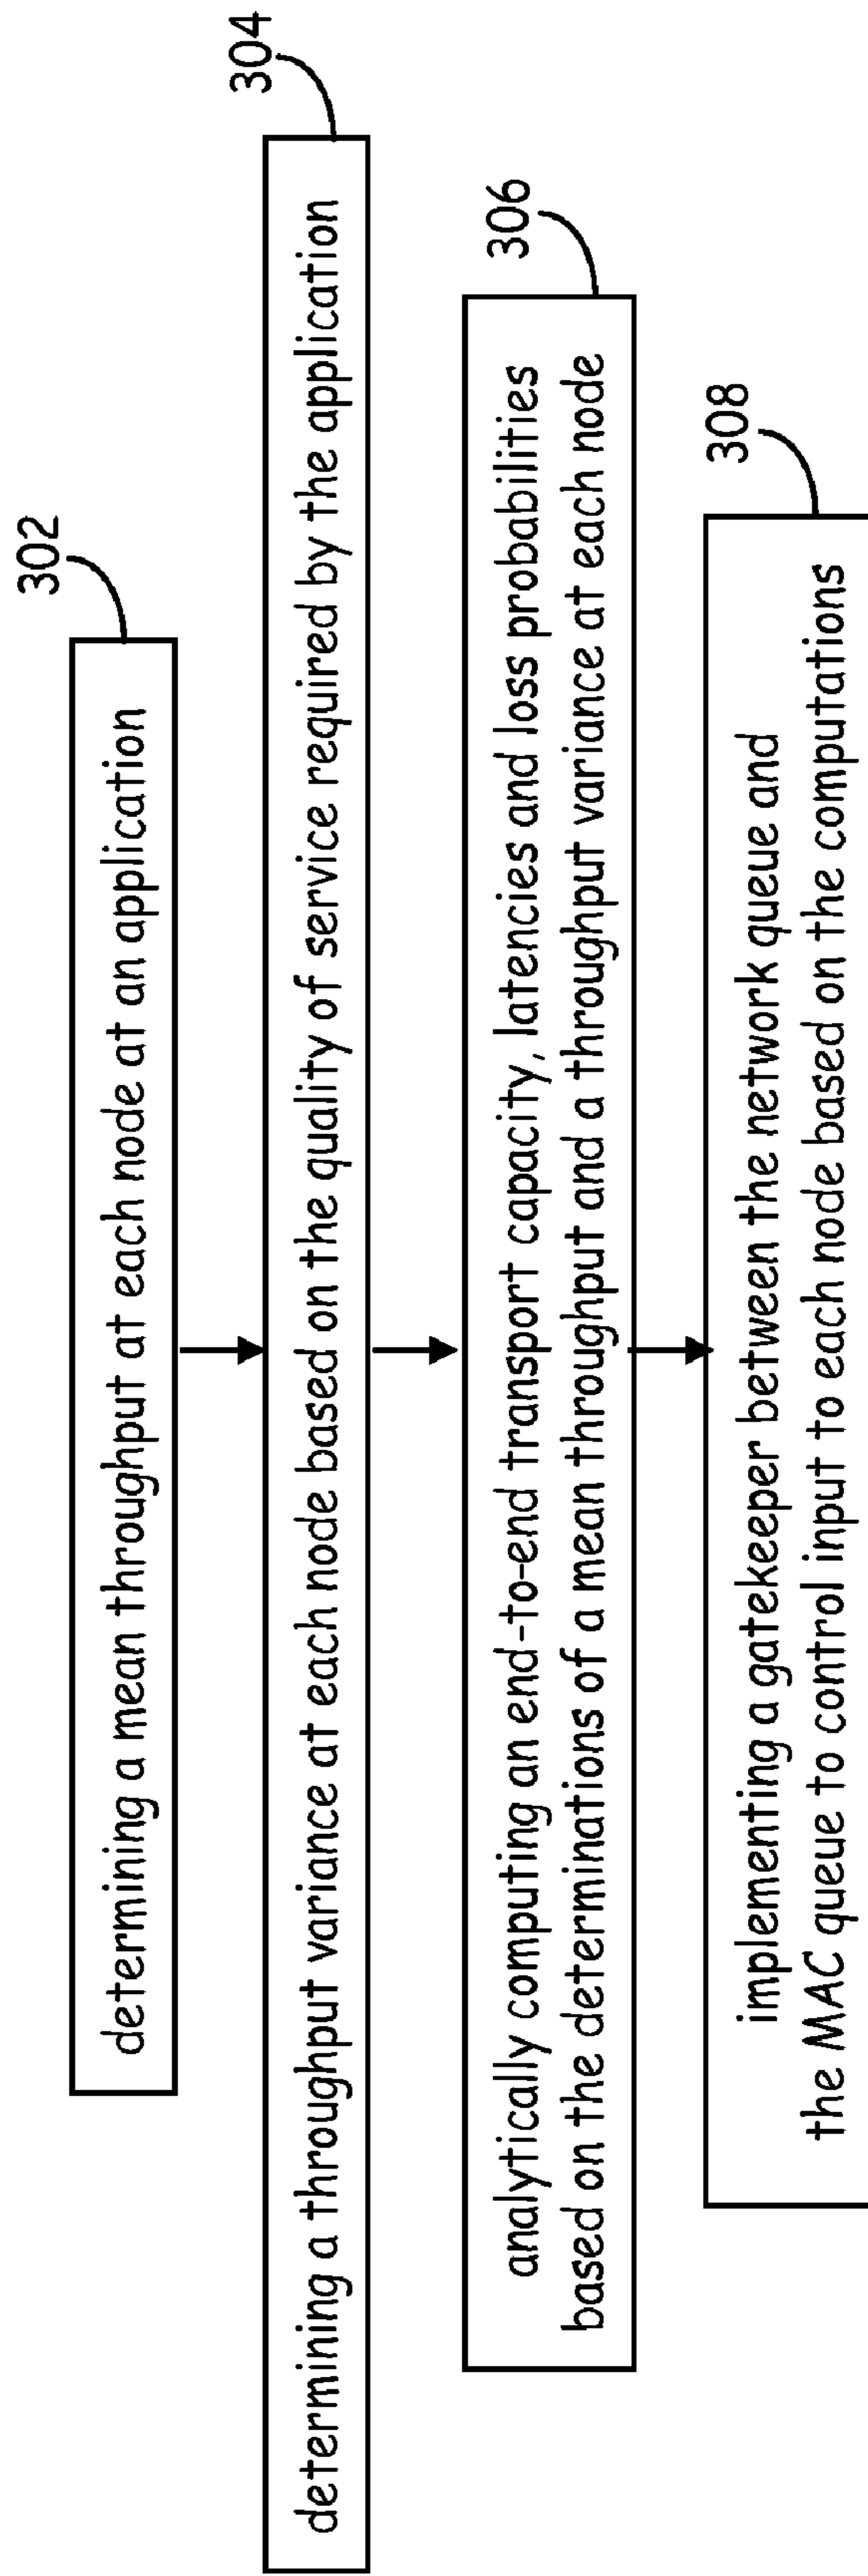 302
determining a mean throughput at each node at an application
304
determining a throughput variance at each node based on the quality of service required by the application
306
analytically computing an end-to-end transport capacity, latencies and loss probabilities
based on the determinations of a mean throughput and a throughput variance at each node
308
implementing a gatekeeper between the network queue and
the MAC queue to control input to each node based on the computations